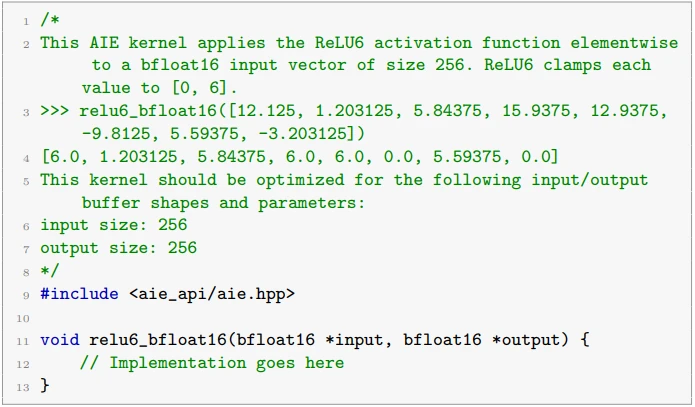 1 /*
2 This AIE kernel applies the ReLU6 activation function elementwise
to a bfloat16 input vector of size 256. ReLU6 clamps each
value to [0, 6].
3 >>> relu6_bfloat16([12.125, 1.203125, 5.84375, 15.9375, 12.9375,
-9.8125, 5.59375, -3.203125])
4 [6.0, 1.203125, 5.84375, 6.0, 6.0, 0.0, 5.59375, 0.0]
5 This kernel should be optimized for the following input/output
buffer shapes and parameters:
6 input size: 256
7 output size: 256
8 */
9 #include <aie_api/aie.hpp>
10
11 void relu6_bfloat16(bfloat16 *input, bfloat16 *output) {
12 // Implementation goes here
13 }